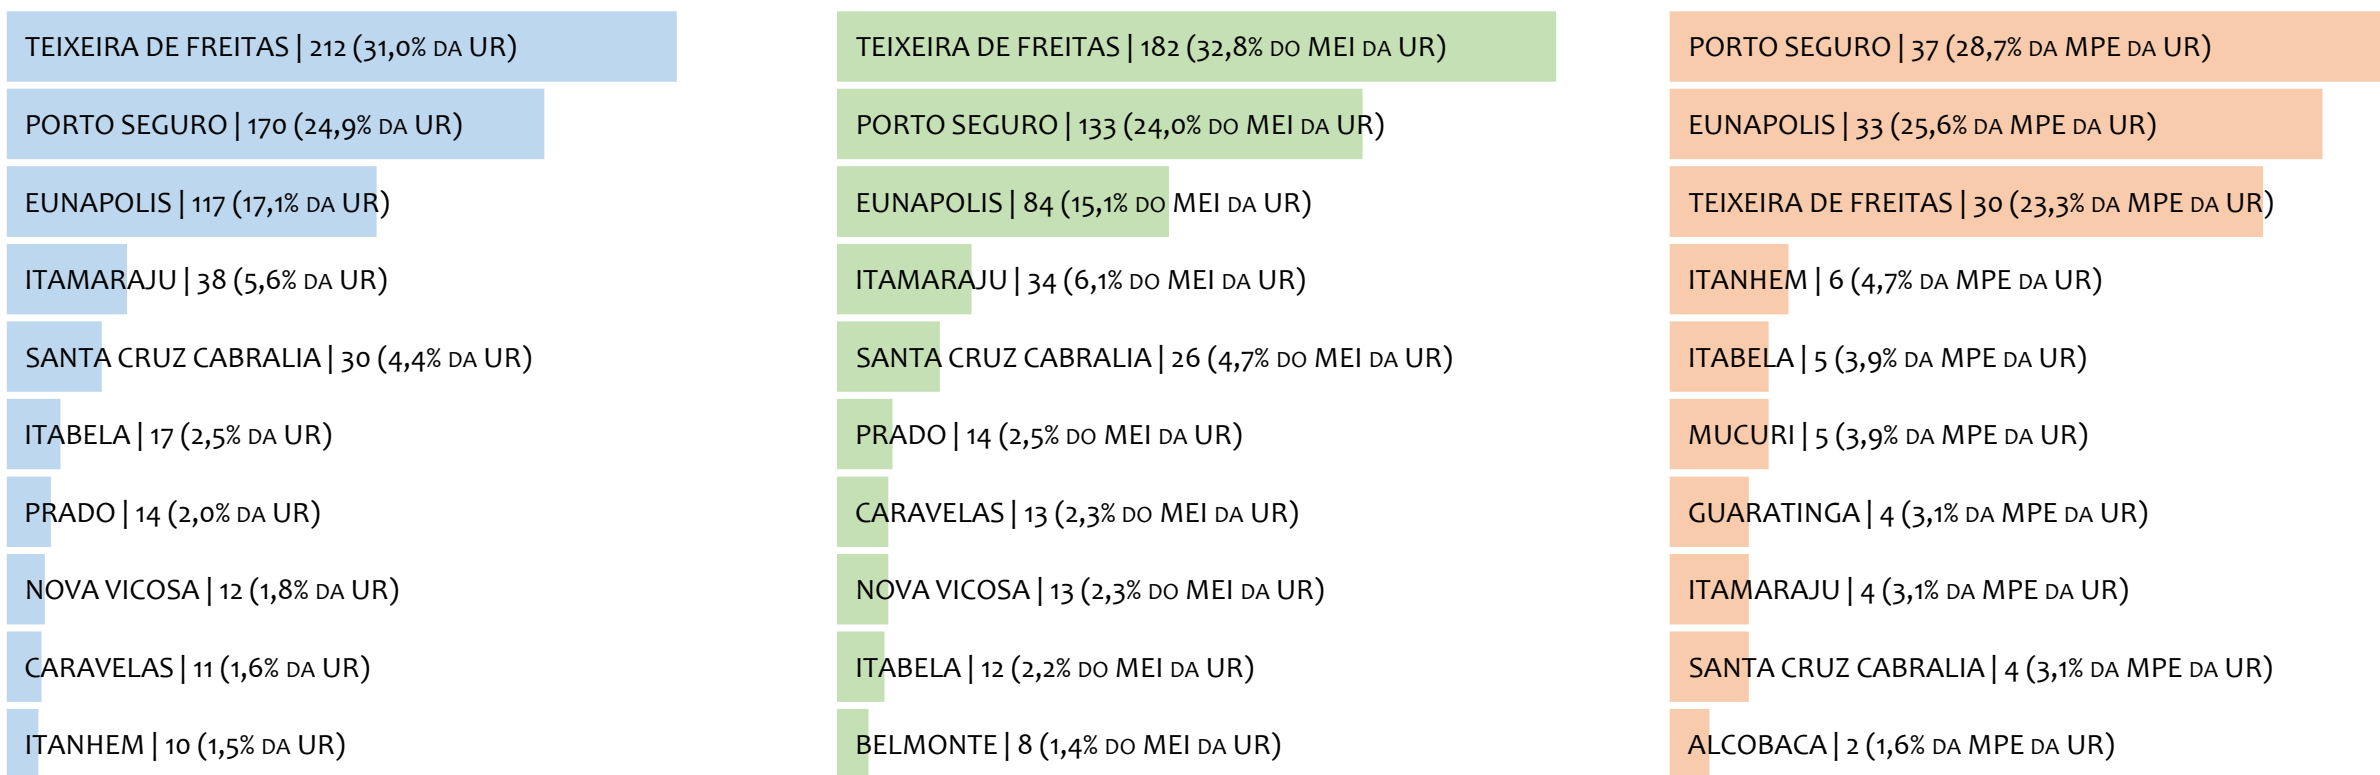 TEIXEIRA DE FREITAS | 212 (31,0% DA UR)
PORTO SEGURO | 170 (24,9% DA UR)
EUNAPOLIS | 117 (17,1% DA UR)
ITAMARAJU | 38 (5,6% DA UR)
SANTA CRUZ CABRALIA | 30 (4,4% DA UR)
ITABELA | 17 (2,5% DA UR)
PRADO | 14 (2,0% DA UR)
NOVA VICOSA | 12 (1,8% DA UR)
CARAVELAS | 11 (1,6% DA UR)
ITANHEM | 10 (1,5% DA UR)
TEIXEIRA DE FREITAS | 182 (32,8% DO MEI DA UR)
PORTO SEGURO | 133 (24,0% DO MEI DA UR)
EUNAPOLIS | 84 (15,1% DO MEI DA UR)
ITAMARAJU | 34 (6,1% DO MEI DA UR)
SANTA CRUZ CABRALIA | 26 (4,7% DO MEI DA UR)
PRADO | 14 (2,5% DO MEI DA UR)
CARAVELAS | 13 (2,3% DO MEI DA UR)
NOVA VICOSA | 13 (2,3% DO MEI DA UR)
ITABELA | 12 (2,2% DO MEI DA UR)
BELMONTE | 8 (1,4% DO MEI DA UR)
PORTO SEGURO | 37 (28,7% DA MPE DA UR)
EUNAPOLIS | 33 (25,6% DA MPE DA UR)
TEIXEIRA DE FREITAS | 30 (23,3% DA MPE DA UR)
ITANHEM | 6 (4,7% DA MPE DA UR)
ITABELA | 5 (3,9% DA MPE DA UR)
MUCURI | 5 (3,9% DA MPE DA UR)
GUARATINGA | 4 (3,1% DA MPE DA UR)
ITAMARAJU | 4 (3,1% DA MPE DA UR)
SANTA CRUZ CABRALIA | 4 (3,1% DA MPE DA UR)
ALCOBACA | 2 (1,6% DA MPE DA UR)